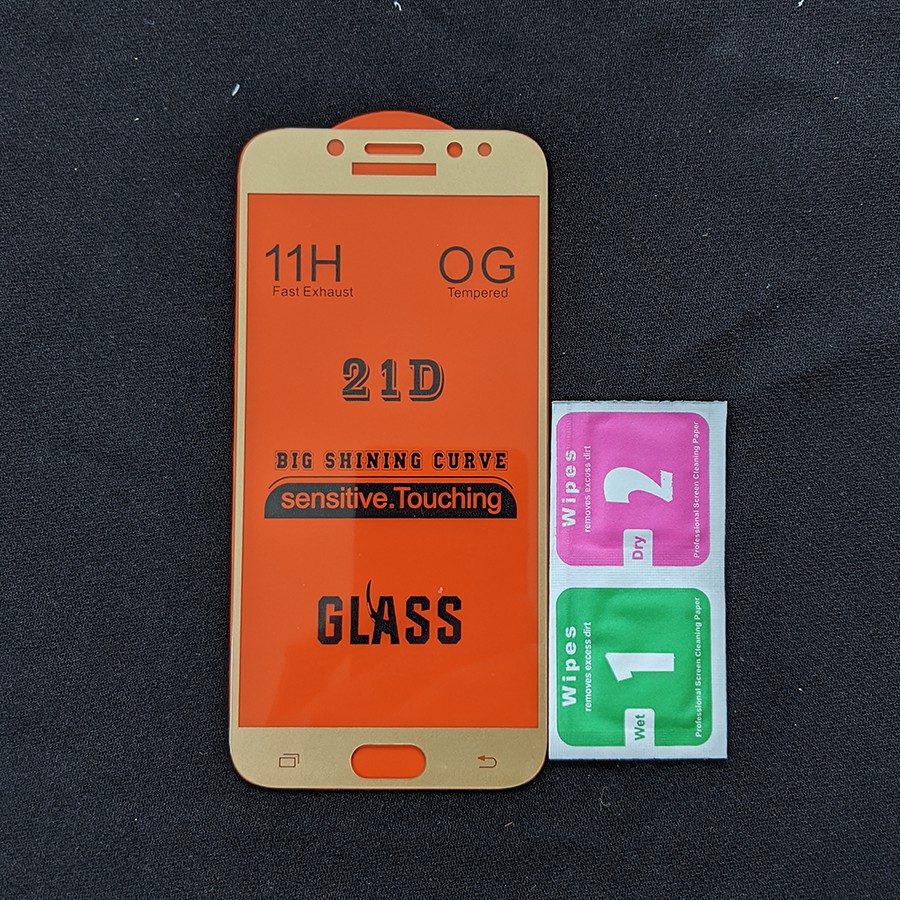 11H
Fast Exhaust
OG
Tempered
21D
BIG SHINING CURVE
sensitive.Touching
GLASS
Wipes
removes excess dirt
2
Dry
Professional Screen Cleaning Paper
Wipes
removes excess dirt
1
Wet
Professional Screen Cleaning Paper